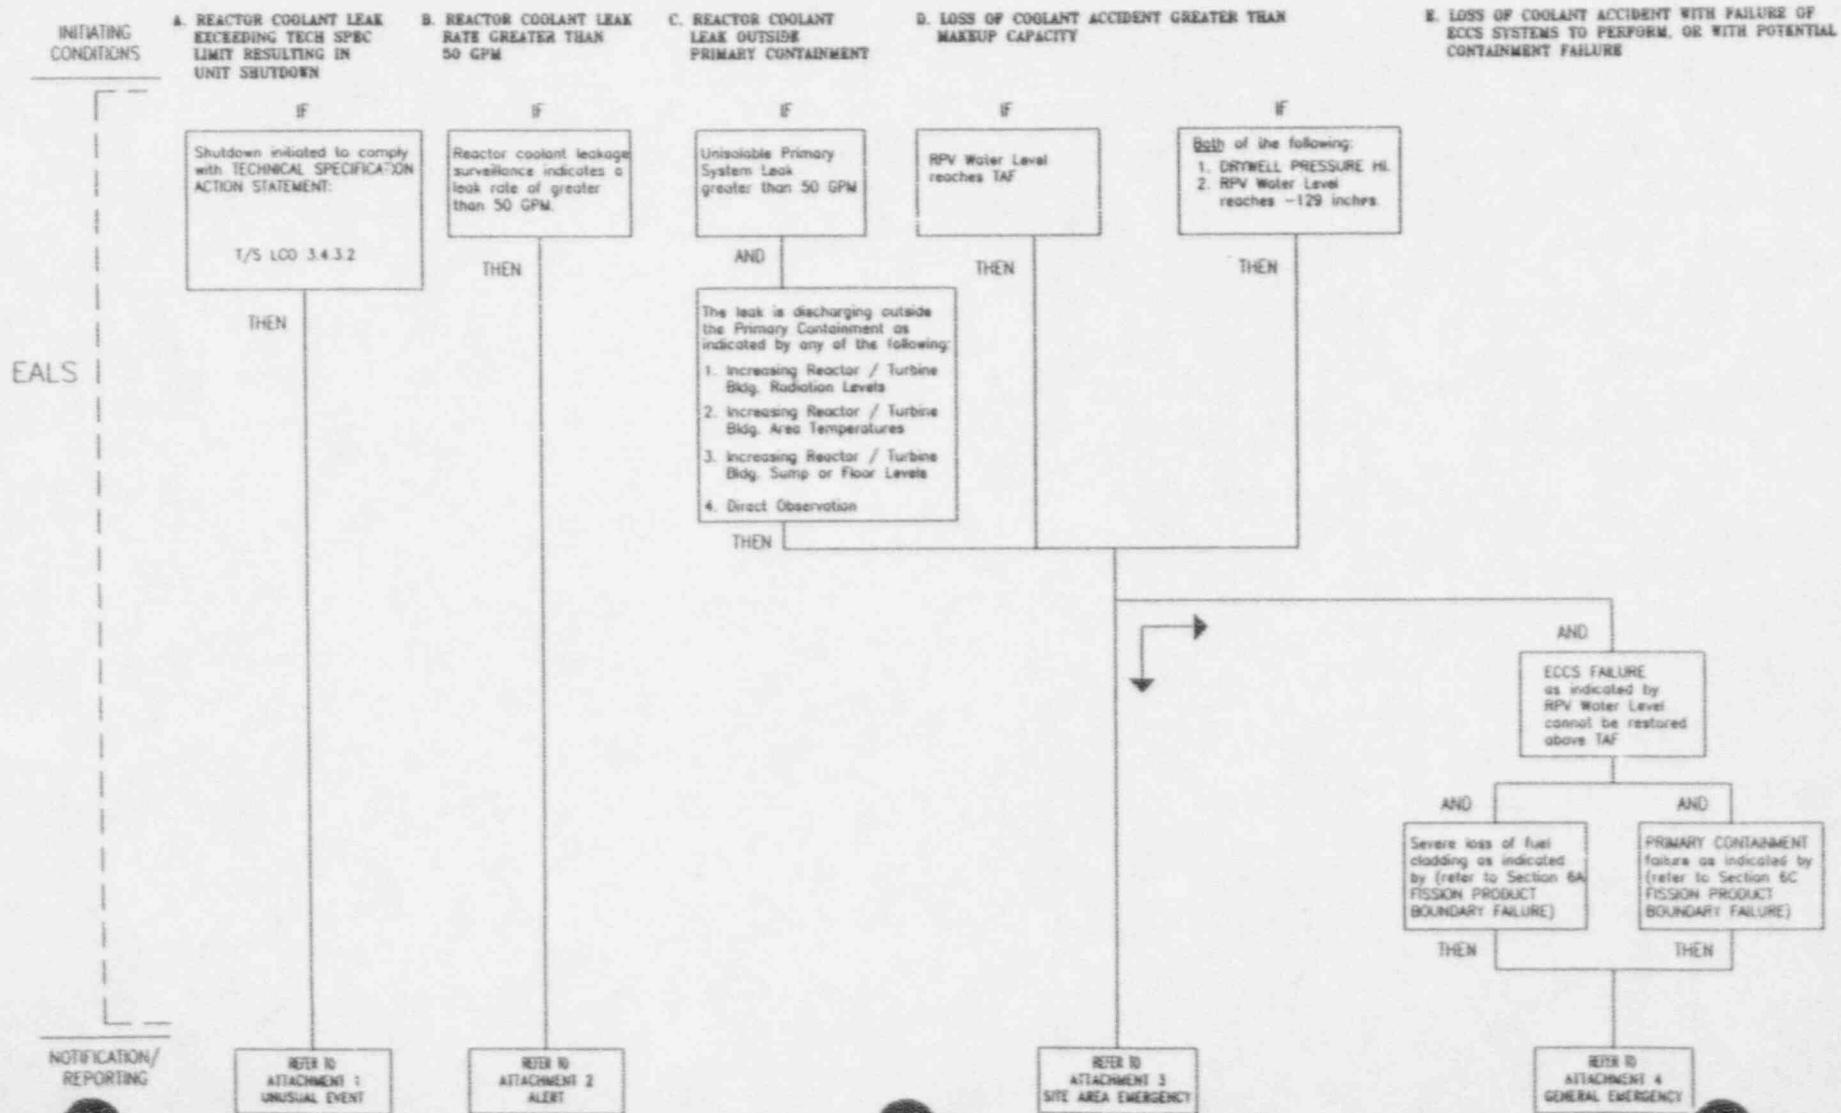 INITIATING
CONDITIONS
A. REACTOR COOLANT LEAK
EXCEEDING TECH SPEC
LIMIT RESULTING IN
UNIT SHUTDOWN
B. REACTOR COOLANT LEAK
RATE GREATER THAN
50 GPM
C. REACTOR COOLANT
LEAK OUTSIDE
PRIMARY CONTAINMENT
D. LOSS OF COOLANT ACCIDENT GREATER THAN
MAKEUP CAPACITY
E. LOSS OF COOLANT ACCIDENT WITH FAILURE OF
ECCS SYSTEMS TO PERFORM, OR WITH POTENTIAL
CONTAINMENT FAILURE
EALS
IF
Shutdown initiated to comply
with TECHNICAL SPECIFICATION
ACTION STATEMENT:
T/S LCO 3.4.3.2
THEN
IF
Reactor coolant leakage
surveillance indicates a
leak rate of greater
than 50 GPM.
THEN
IF
Unisolable Primary
System Leak
greater than 50 GPM
AND
The leak is discharging outside
the Primary Containment as
indicated by any of the following:
1. Increasing Reactor / Turbine
Bldg. Radiation Levels
2. Increasing Reactor / Turbine
Bldg. Area Temperatures
3. Increasing Reactor / Turbine
Bldg. Sump or Floor Levels
4. Direct Observation
THEN
IF
RPV Water Level
reaches TAF
THEN
IF
Both of the following:
1. DRYWELL PRESSURE HI.
2. RPV Water Level
reaches -129 inches.
THEN
AND
ECCS FAILURE
as indicated by
RPV Water Level
cannot be restored
above TAF
AND
Severe loss of fuel
cladding as indicated
by (refer to Section 6A
FISSION PRODUCT
BOUNDARY FAILURE)
THEN
AND
PRIMARY CONTAINMENT
failure as indicated by
(refer to Section 6C
FISSION PRODUCT
BOUNDARY FAILURE)
THEN
NOTIFICATION/
REPORTING
REFER TO
ATTACHMENT 1
UNUSUAL EVENT
REFER TO
ATTACHMENT 2
ALERT
REFER TO
ATTACHMENT 3
SITE AREA EMERGENCY
REFER TO
ATTACHMENT 4
GENERAL EMERGENCY